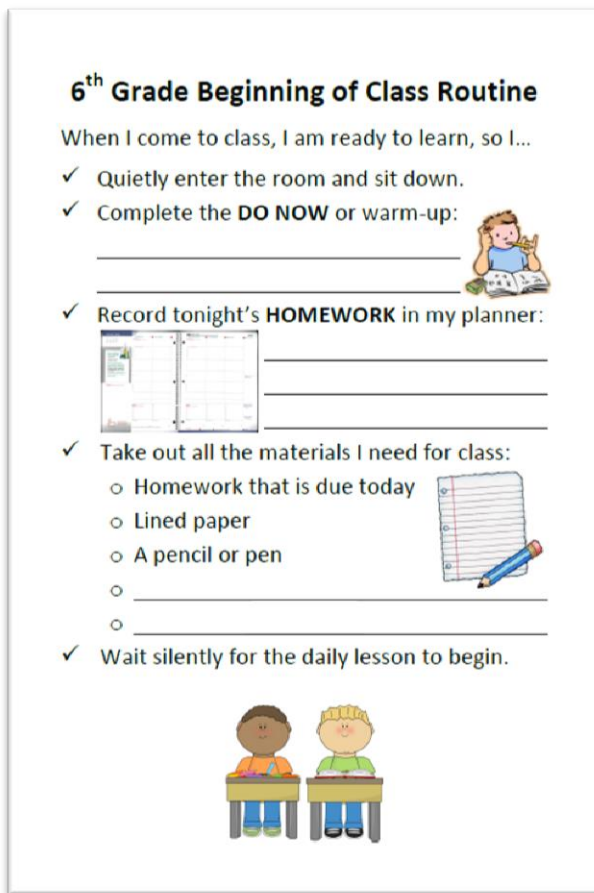 6th Grade Beginning of Class Routine
When I come to class, I am ready to learn, so I...
✓ Quietly enter the room and sit down.
✓ Complete the DO NOW or warm-up:
✓ Record tonight's HOMEWORK in my planner:
✓ Take out all the materials I need for class:
o Homework that is due today
o Lined paper
o A pencil or pen
o
o
✓ Wait silently for the daily lesson to begin.